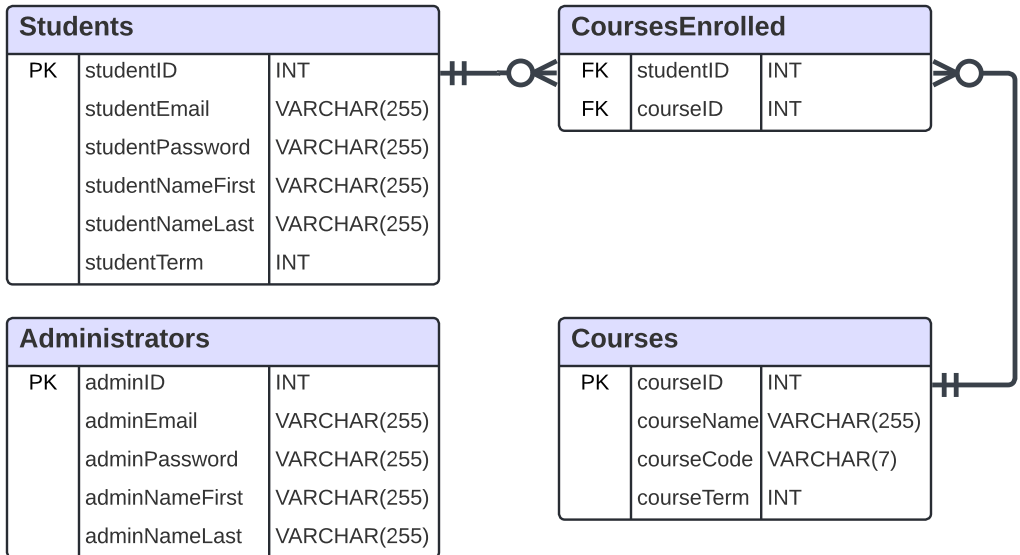 Students
PK studentID INT
studentEmail VARCHAR(255)
studentPassword VARCHAR(255)
studentNameFirst VARCHAR(255)
studentNameLast VARCHAR(255)
studentTerm INT
CoursesEnrolled
FK studentID INT
FK courseID INT
Administrators
PK adminID INT
adminEmail VARCHAR(255)
adminPassword VARCHAR(255)
adminNameFirst VARCHAR(255)
adminNameLast VARCHAR(255)
Courses
PK courseID INT
courseName VARCHAR(255)
courseCode VARCHAR(7)
courseTerm INT